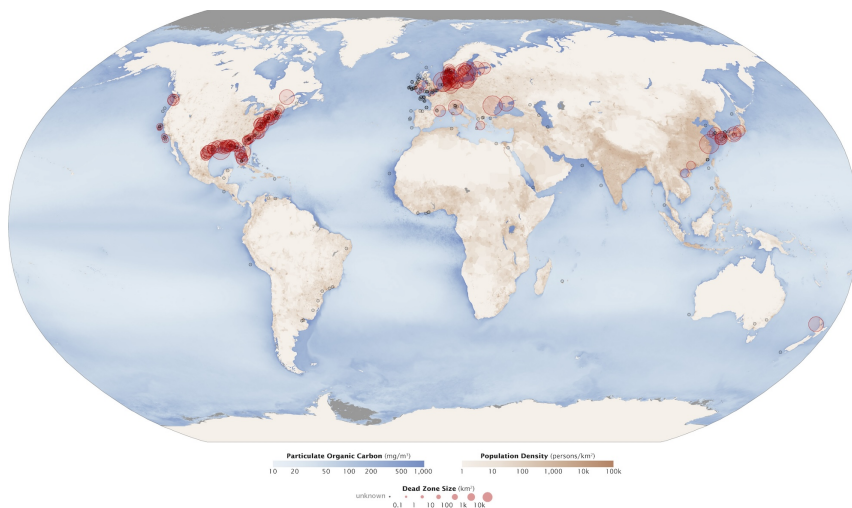 Particulate Organic Carbon (mg/m³)
10 20 50 100 200 500 1,000
Population Density (persons/km²)
1 10 100 1,000 10k 100k
Dead Zone Size (km²)
unknown
0.1 1 10 100 1k 10k